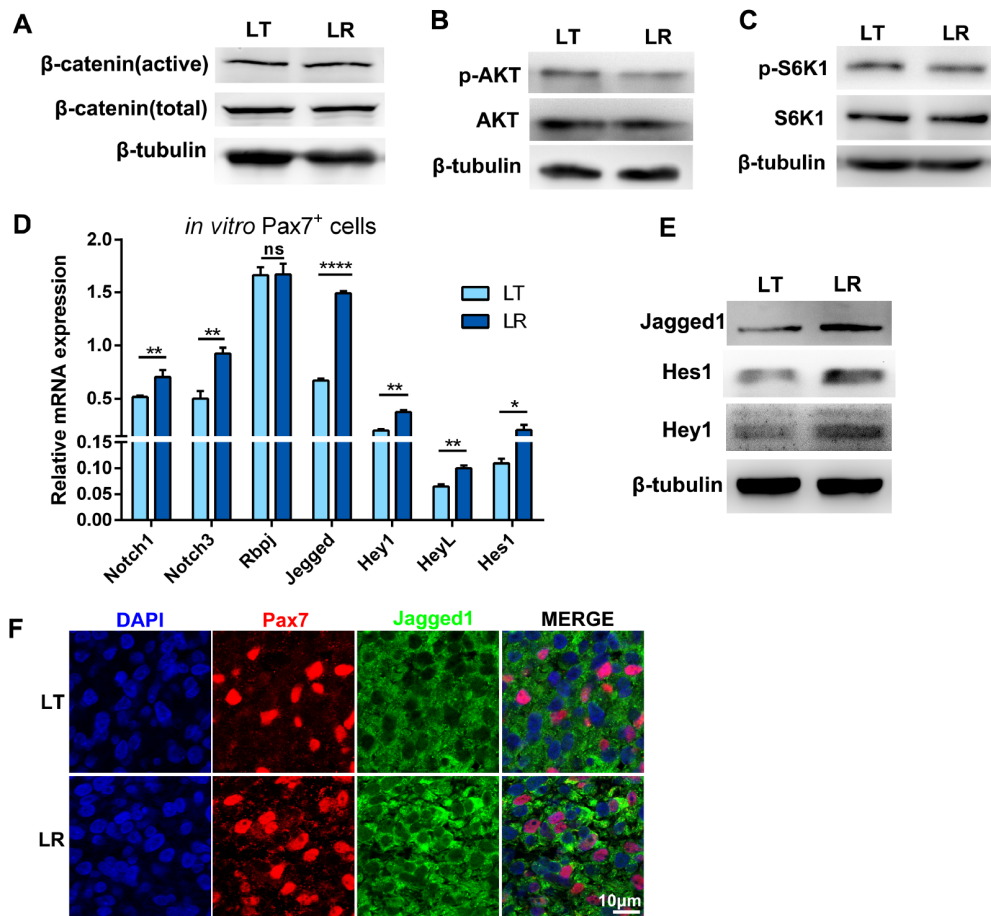 A
LT LR
β-catenin(active)
β-catenin(total)
β-tubulin
B
LT LR
p-AKT
AKT
β-tubulin
C
LT LR
p-S6K1
S6K1
β-tubulin
D
in vitro Pax7+ cells
Relative mRNA expression
2.0
1.5
1.0
0.5
0.15
0.10
0.05
0.00
** ** ns **** ** ** *
LT
LR
Notch1 Notch3 Rbpj Jegged Hey1 HeyL Hes1
E
LT LR
Jagged1
Hes1
Hey1
β-tubulin
F
DAPI Pax7 Jagged1 MERGE
LT
LR
10μm